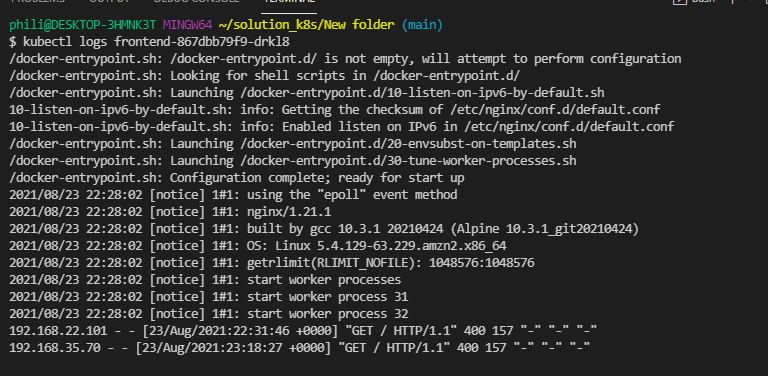 phili@DESKTOP-3HMNK3T MINGW64 ~/solution_k8s/New folder (main)
$ kubectl logs frontend-867dbb79f9-drkl8
/docker-entrypoint.sh: /docker-entrypoint.d/ is not empty, will attempt to perform configuration
/docker-entrypoint.sh: Looking for shell scripts in /docker-entrypoint.d/
/docker-entrypoint.sh: Launching /docker-entrypoint.d/10-listen-on-ipv6-by-default.sh
10-listen-on-ipv6-by-default.sh: info: Getting the checksum of /etc/nginx/conf.d/default.conf
10-listen-on-ipv6-by-default.sh: info: Enabled listen on IPv6 in /etc/nginx/conf.d/default.conf
/docker-entrypoint.sh: Launching /docker-entrypoint.d/20-envsubst-on-templates.sh
/docker-entrypoint.sh: Launching /docker-entrypoint.d/30-tune-worker-processes.sh
/docker-entrypoint.sh: Configuration complete; ready for start up
2021/08/23 22:28:02 [notice] 1#1: using the "epoll" event method
2021/08/23 22:28:02 [notice] 1#1: nginx/1.21.1
2021/08/23 22:28:02 [notice] 1#1: built by gcc 10.3.1 20210424 (Alpine 10.3.1_git20210424)
2021/08/23 22:28:02 [notice] 1#1: OS: Linux 5.4.129-63.229.amzn2.x86_64
2021/08/23 22:28:02 [notice] 1#1: getrlimit(RLIMIT_NOFILE): 1048576:1048576
2021/08/23 22:28:02 [notice] 1#1: start worker processes
2021/08/23 22:28:02 [notice] 1#1: start worker process 31
2021/08/23 22:28:02 [notice] 1#1: start worker process 32
192.168.22.101 - - [23/Aug/2021:22:31:46 +0000] "GET / HTTP/1.1" 400 157 "-" "-" "-"
192.168.35.70 - - [23/Aug/2021:23:18:27 +0000] "GET / HTTP/1.1" 400 157 "-" "-" "-"